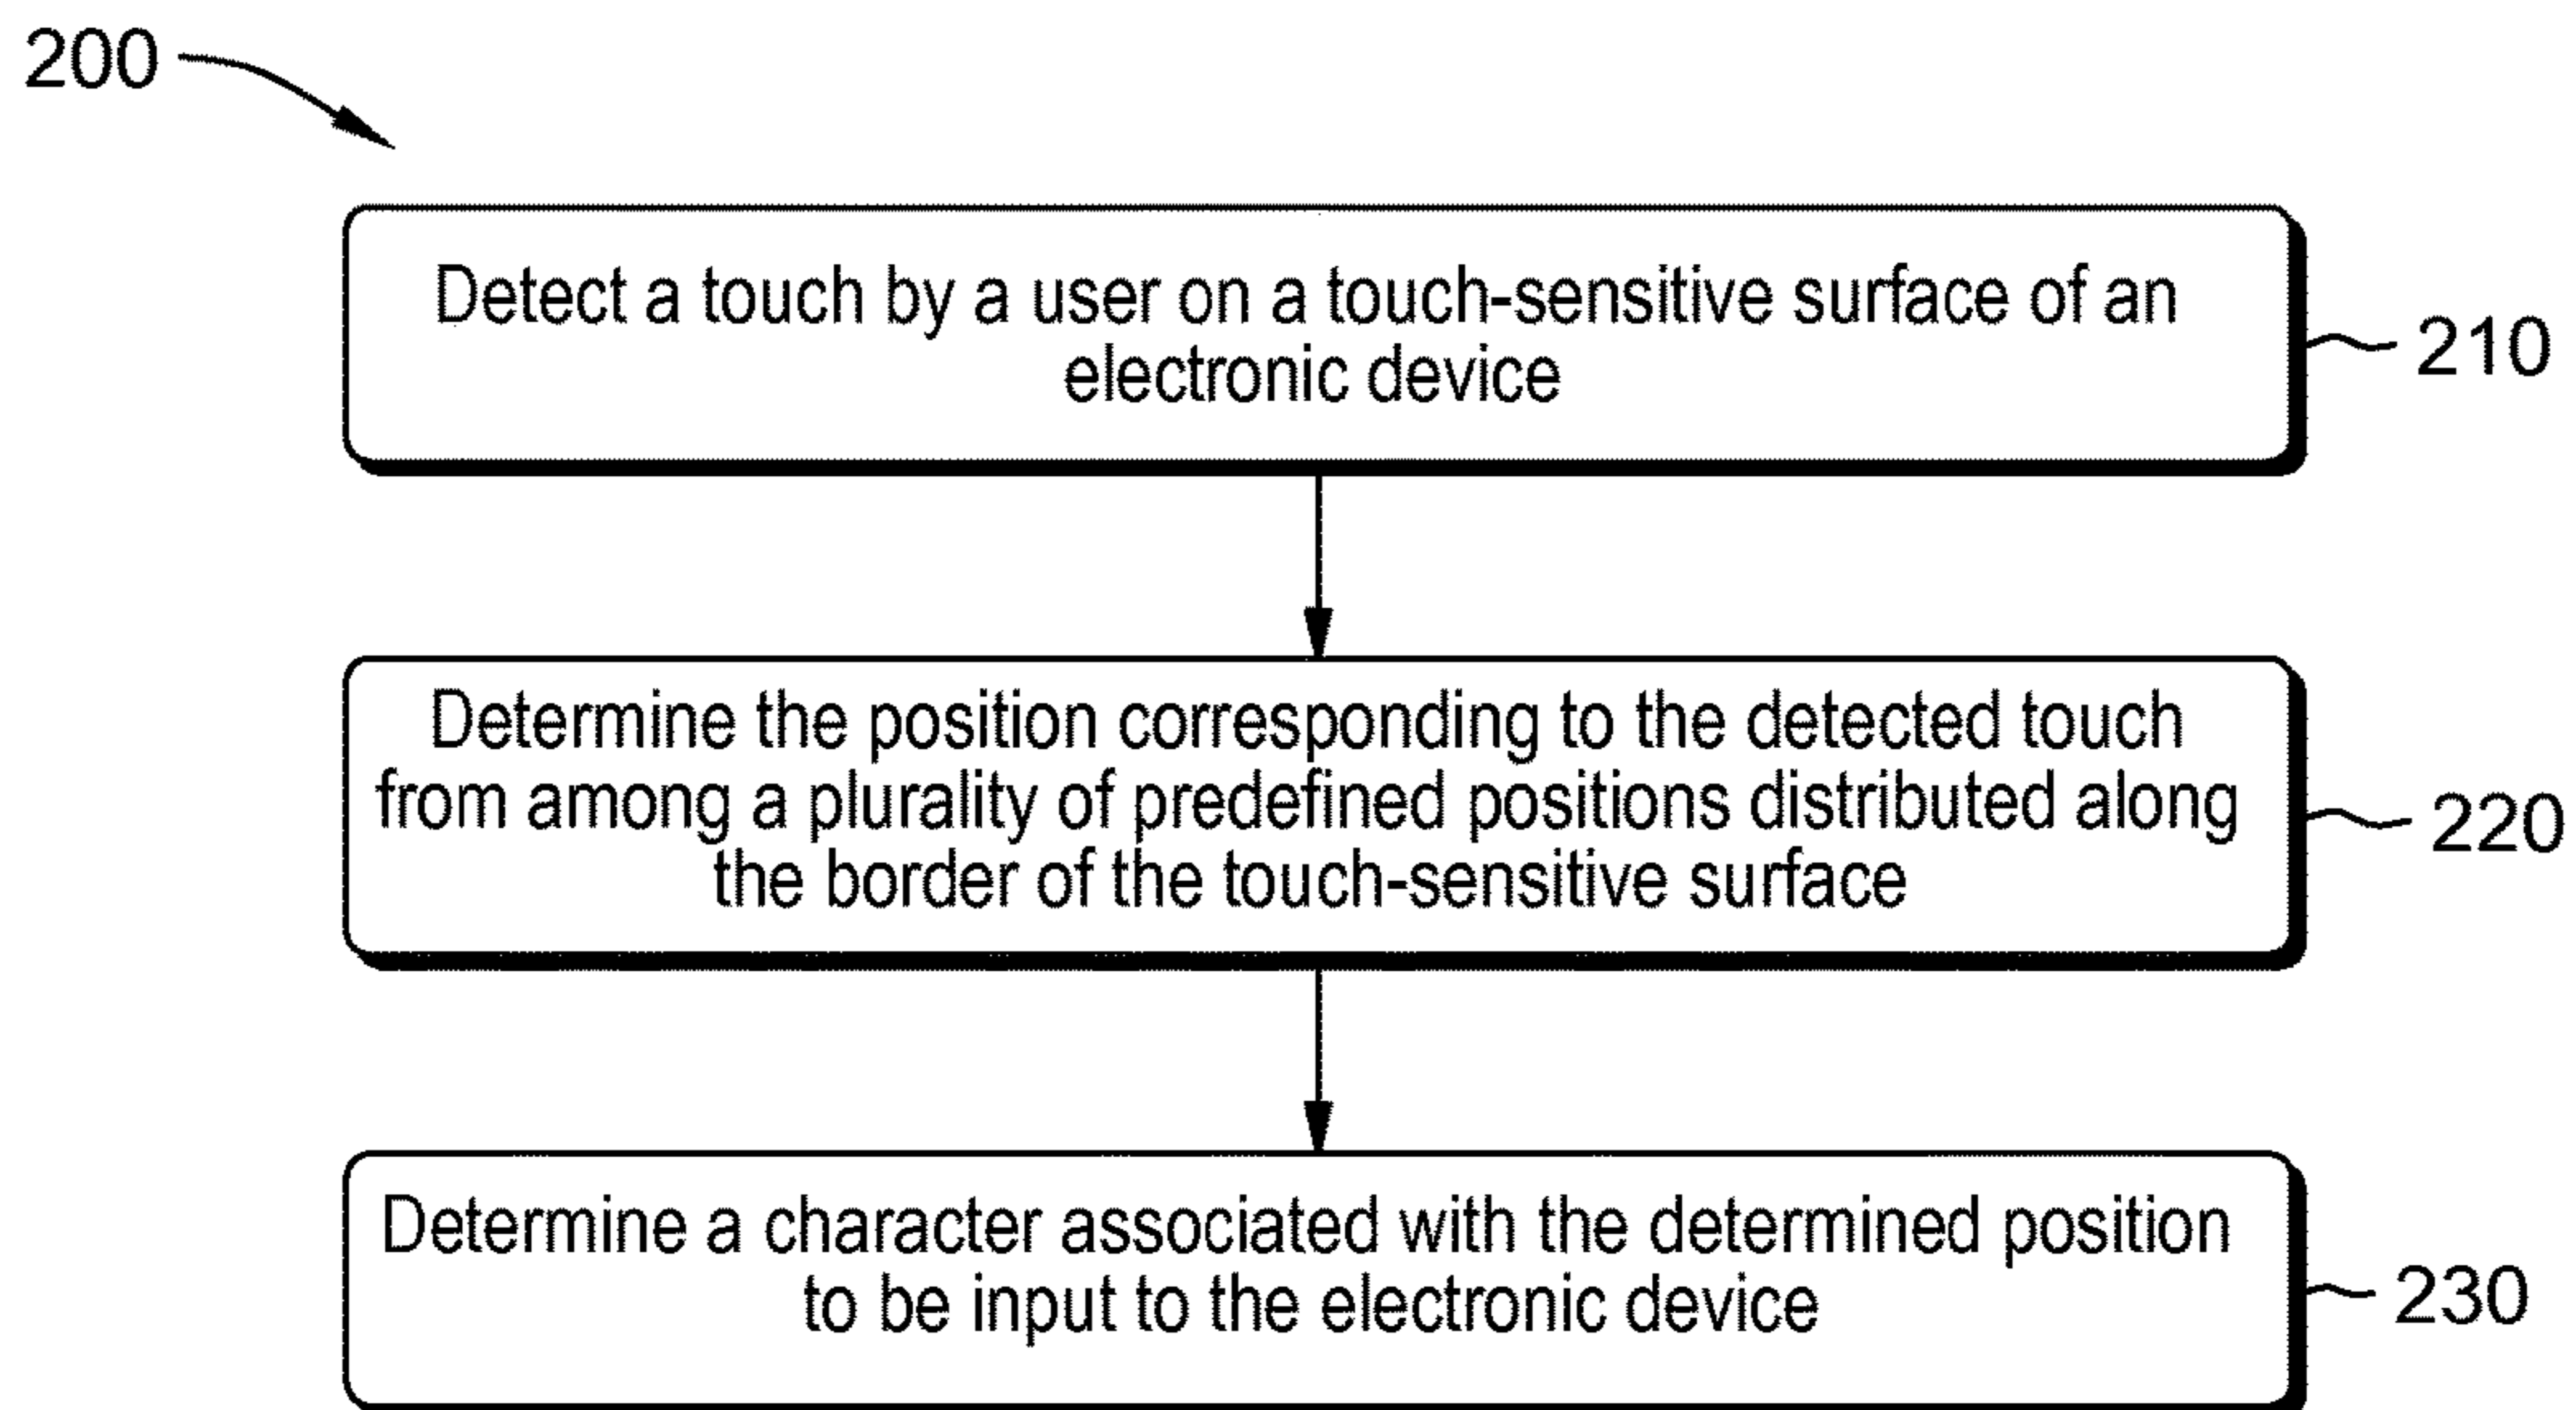 200
Detect a touch by a user on a touch-sensitive surface of an
electronic device
210
Determine the position corresponding to the detected touch
from among a plurality of predefined positions distributed along
the border of the touch-sensitive surface
220
Determine a character associated with the determined position
to be input to the electronic device
230